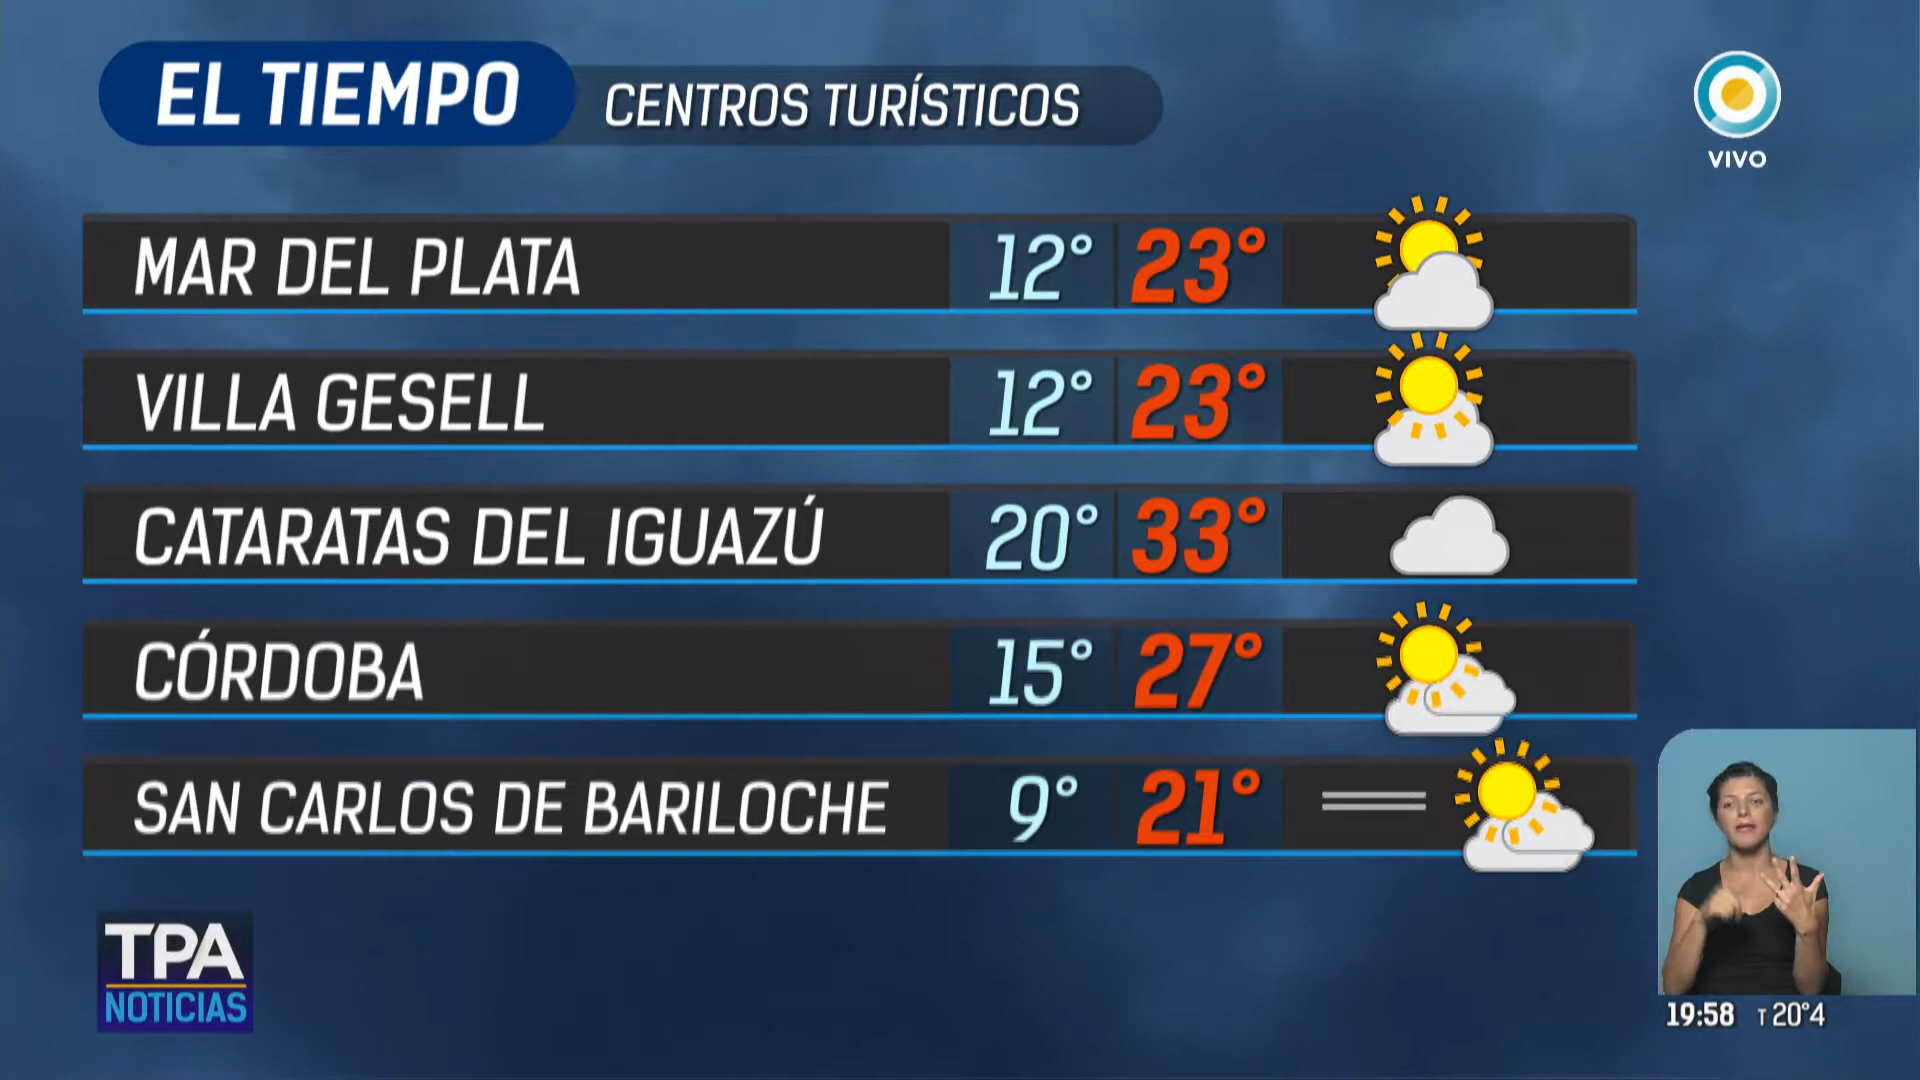 EL TIEMPO
CENTROS TURÍSTICOS
VIVO
MAR DEL PLATA 12° 23°
VILLA GESELL 12° 23°
CATARATAS DEL IGUAZÚ 20° 33°
CÓRDOBA 15° 27°
SAN CARLOS DE BARILOCHE 9° 21°
TPA
NOTICIAS
19:58 T 20°4